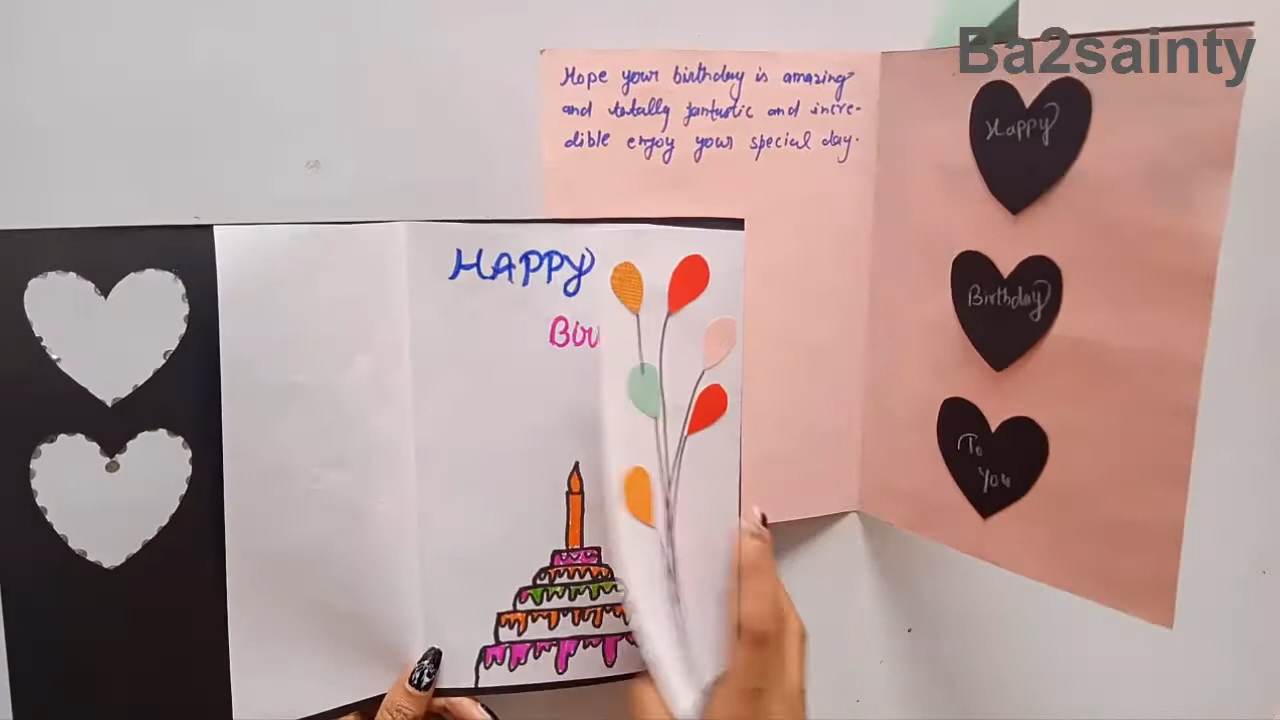 Ba2sainty
Hope your birthday is amazing
and totally fantastic and incre-
dible enjoy your special day.
Happy
Birthday
To
You
HAPPY